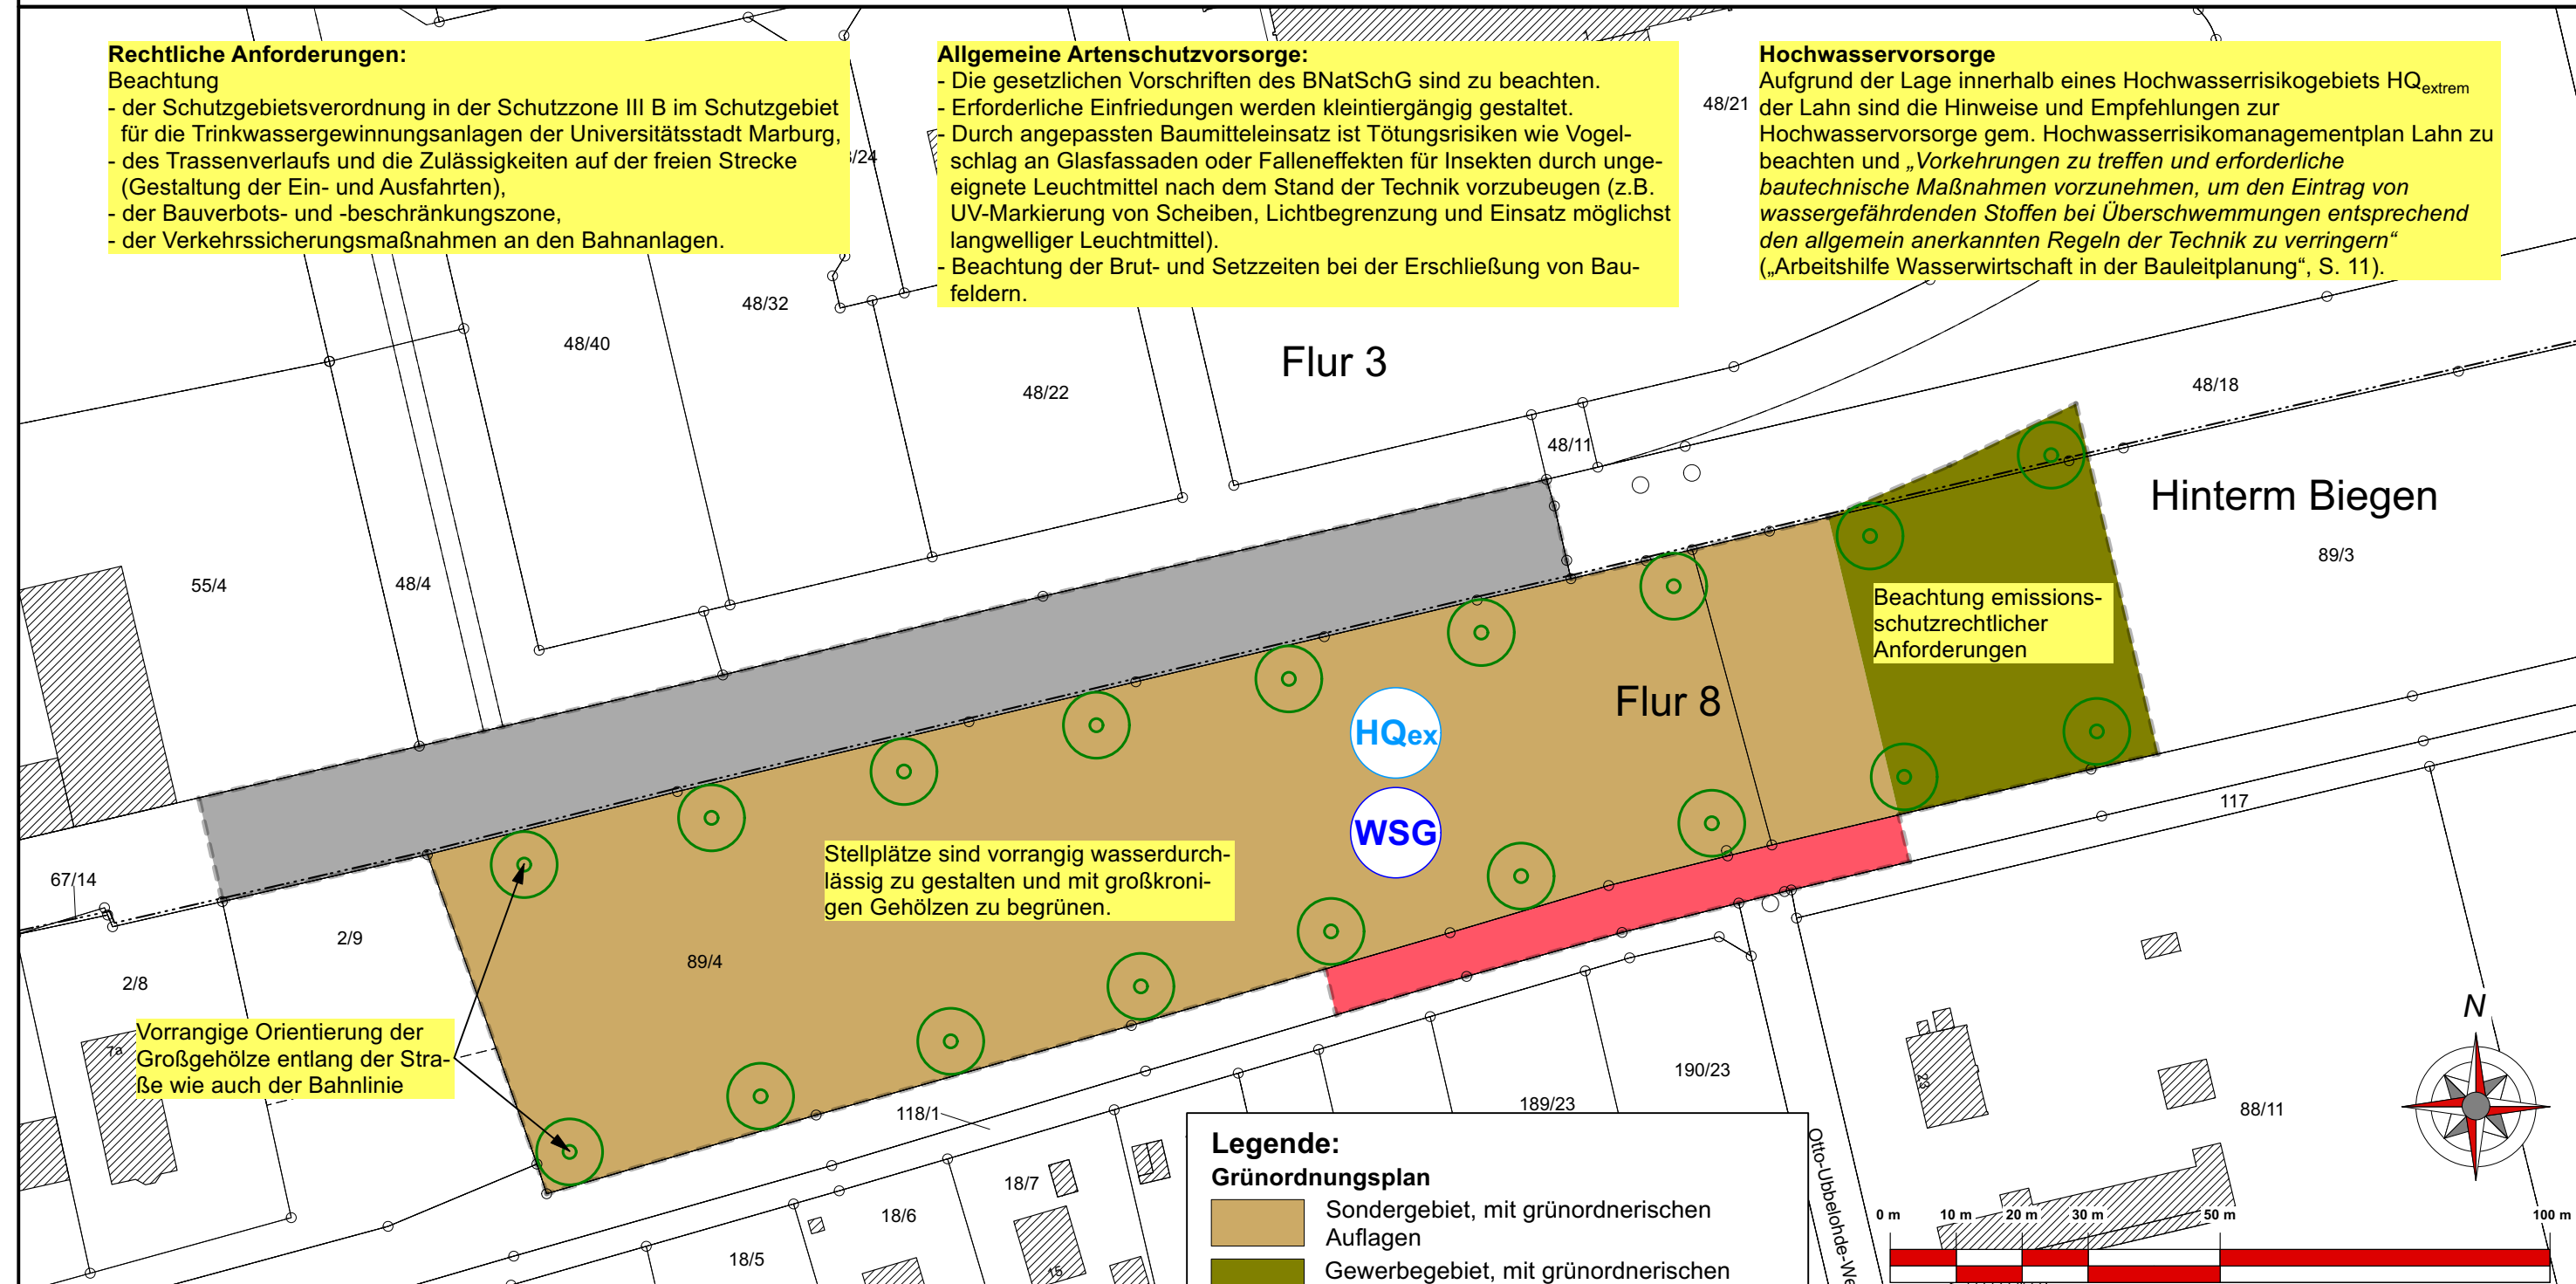 Rechtliche Anforderungen:
Beachtung
- der Schutzgebietsverordnung in der Schutzzone III B im Schutzgebiet
für die Trinkwassergewinnungsanlagen der Universitätsstadt Marburg,
- des Trassenverlaufs und die Zulässigkeiten auf der freien Strecke
(Gestaltung der Ein- und Ausfahrten),
- der Bauverbots- und -beschränkungszone,
- der Verkehrssicherungsmaßnahmen an den Bahnanlagen.
Allgemeine Artenschutzvorsorge:
- Die gesetzlichen Vorschriften des BNatSchG sind zu beachten.
- Erforderliche Einfriedungen werden kleintiergängig gestaltet.
- Durch angepassten Baumitteleinsatz ist Tötungsrisiken wie Vogel-
schlag an Glasfassaden oder Falleneffekten für Insekten durch unge-
eignete Leuchtmittel nach dem Stand der Technik vorzubeugen (z.B.
UV-Markierung von Scheiben, Lichtbegrenzung und Einsatz möglichst
langwelliger Leuchtmittel).
- Beachtung der Brut- und Setzzeiten bei der Erschließung von Bau-
feldern.
Hochwasservorsorge
Aufgrund der Lage innerhalb eines Hochwasserrisikogebiets HQextrem
der Lahn sind die Hinweise und Empfehlungen zur
Hochwasservorsorge gem. Hochwasserrisikomanagementplan Lahn zu
beachten und „Vorkehrungen zu treffen und erforderliche
bautechnische Maßnahmen vorzunehmen, um den Eintrag von
wassergefährdenden Stoffen bei Überschwemmungen entsprechend
den allgemein anerkannten Regeln der Technik zu verringern“
(„Arbeitshilfe Wasserwirtschaft in der Bauleitplanung“, S. 11).
48/21
/24
48/32
48/40
48/22
Flur 3
48/11
48/18
Hinterm Biegen
89/3
55/4
48/4
Beachtung emissions-
schutzrechtlicher
Anforderungen
Flur 8
HQex
WSG
117
67/14
2/9
2/8
Stellplätze sind vorrangig wasserdurch-
lässig zu gestalten und mit großkroni-
gen Gehölzen zu begrünen.
89/4
7a
Vorrangige Orientierung der
Großgehölze entlang der Stra-
ße wie auch der Bahnlinie
118/1
189/23
190/23
23
88/11
N
18/7
18/6
18/5
15
Otto-Ubbelohde-We
Legende:
Grünordnungsplan
Sondergebiet, mit grünordnerischen
Auflagen
Gewerbegebiet, mit grünordnerischen
0 m 10 m 20 m 30 m 50 m 100 m